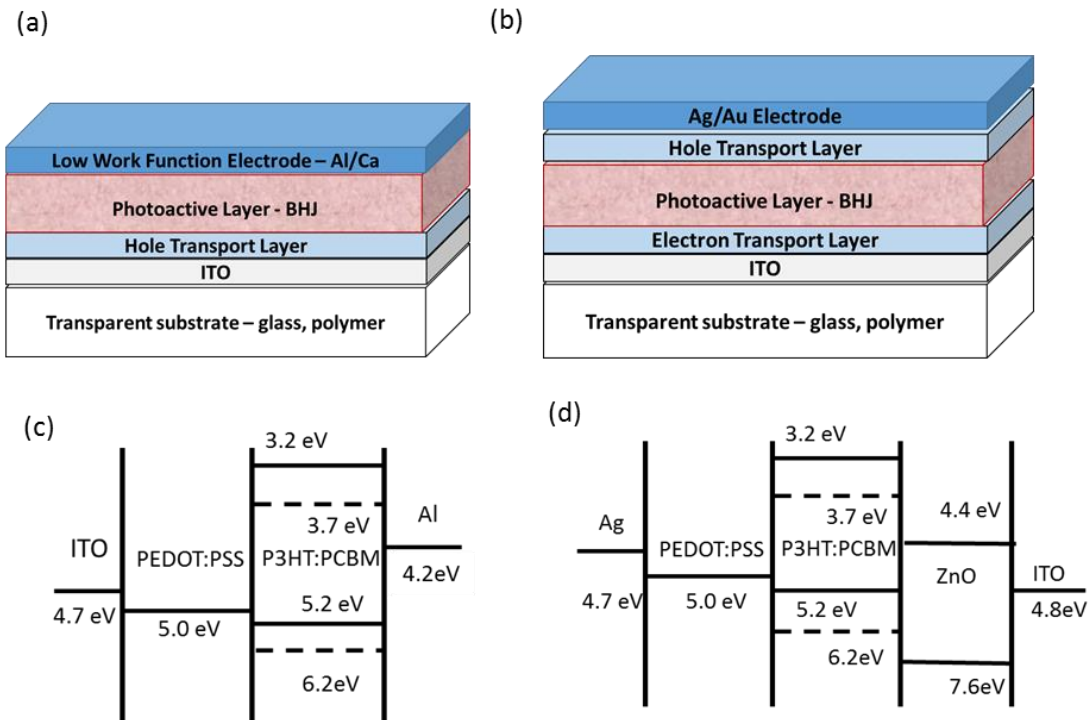 (a)
Low Work Function Electrode – Al/Ca
Photoactive Layer - BHJ
Hole Transport Layer
ITO
Transparent substrate – glass, polymer
(b)
Ag/Au Electrode
Hole Transport Layer
Photoactive Layer - BHJ
Electron Transport Layer
ITO
Transparent substrate – glass, polymer
(c)
3.2 eV
3.7 eV
Al
ITO
PEDOT:PSS
P3HT:PCBM
4.2eV
4.7 eV
5.0 eV
5.2 eV
6.2eV
(d)
3.2 eV
3.7 eV
4.4 eV
Ag
PEDOT:PSS
P3HT:PCBM
ZnO
ITO
4.7 eV
5.0 eV
5.2 eV
4.8eV
6.2eV
7.6eV